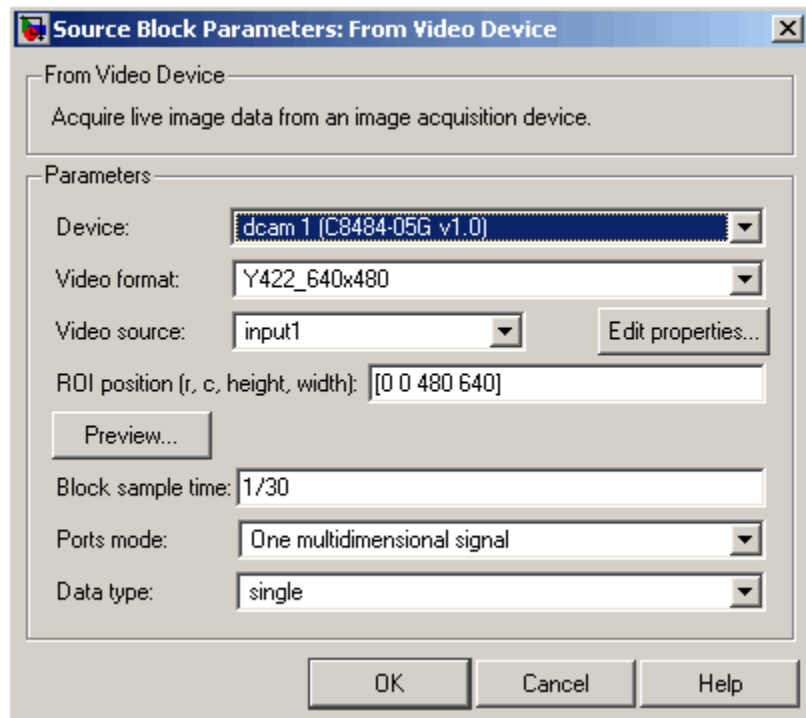 Source Block Parameters: From Video Device
From Video Device
Acquire live image data from an image acquisition device.
Parameters
Device: dcam 1 (C8484-05G v1.0)
Video format: Y422_640x480
Video source: input1 Edit properties...
ROI position (r, c, height, width): [0 0 480 640]
Preview...
Block sample time: 1/30
Ports mode: One multidimensional signal
Data type: single
OK Cancel Help